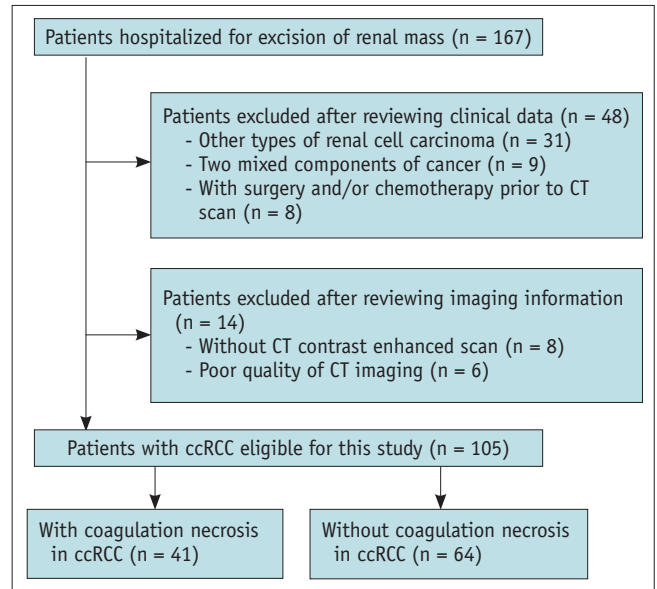 Patients hospitalized for excision of renal mass (n = 167)
Patients excluded after reviewing clinical data (n = 48)
- Other types of renal cell carcinoma (n = 31)
- Two mixed components of cancer (n = 9)
- With surgery and/or chemotherapy prior to CT
scan (n = 8)
Patients excluded after reviewing imaging information
(n = 14)
- Without CT contrast enhanced scan (n = 8)
- Poor quality of CT imaging (n = 6)
Patients with ccRCC eligible for this study (n = 105)
With coagulation necrosis
in ccRCC (n = 41)
Without coagulation necrosis
in ccRCC (n = 64)